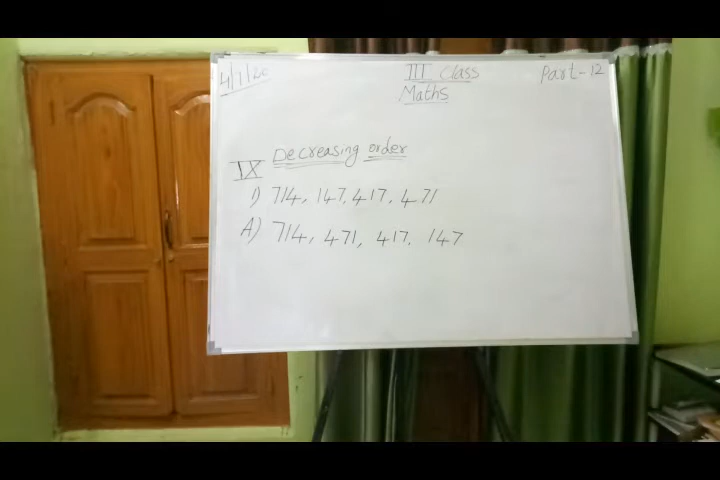 4/7/20 III Class Part-12
Maths
IX Decreasing order
1) 714, 147, 417, 471
A) 714, 471, 417, 147